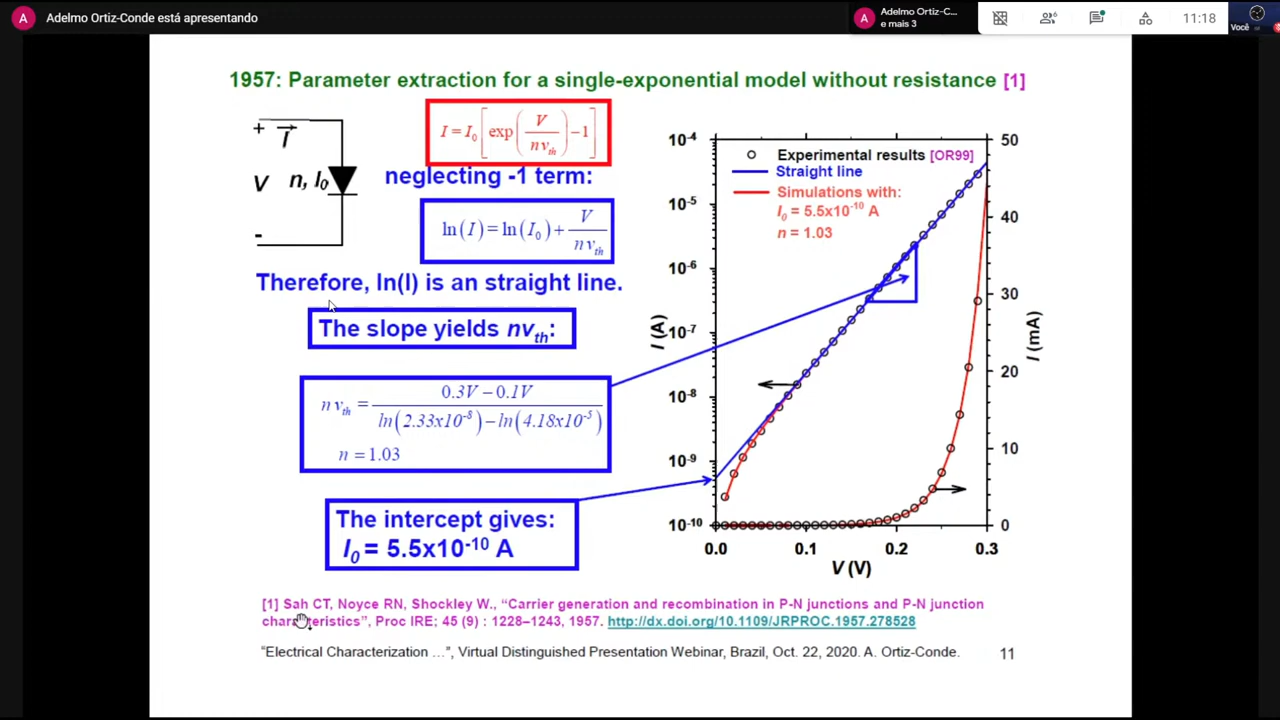 A
Adelmo Ortiz-Conde está apresentando
A
Adelmo Ortiz-C...
e mais 3
6
11:18
Você
1957: Parameter extraction for a single-exponential model without resistance [1]
+
I
V
n, I0
-
I = I0 [ exp ( V / nvth ) − 1 ]
neglecting -1 term:
ln(I) = ln(I0) + V / nvth
Therefore, ln(I) is an straight line.
The slope yields nvth:
n vth = 0.3V − 0.1V / ln(2.33x10-8) − ln(4.18x10-5)
n = 1.03
The intercept gives:
I0 = 5.5x10-10 A
Experimental results [OR99]
Straight line
Simulations with:
I0 = 5.5x10-10 A
n = 1.03
10-4
10-5
10-6
10-7
10-8
10-9
10-10
I (A)
50
40
30
20
10
0
I (mA)
0.0
0.1
0.2
0.3
V (V)
[1] Sah CT, Noyce RN, Shockley W., “Carrier generation and recombination in P-N junctions and P-N junction
characteristics”, Proc IRE; 45 (9) : 1228–1243, 1957. http://dx.doi.org/10.1109/JRPROC.1957.278528
“Electrical Characterization ...”, Virtual Distinguished Presentation Webinar, Brazil, Oct. 22, 2020. A. Ortiz-Conde.
11